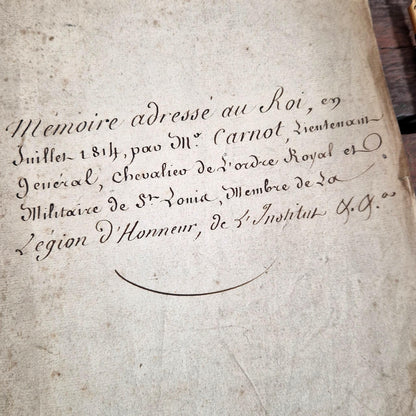 Memoire adressé au Roi, en
Juillet 1814, par Mr. Carnot, Lieutenant
général, Chevalier de L'ordre Royal et
Militaire de St. Louis, Membre de La
Légion d'Honneur, de L'Institut &.&.a